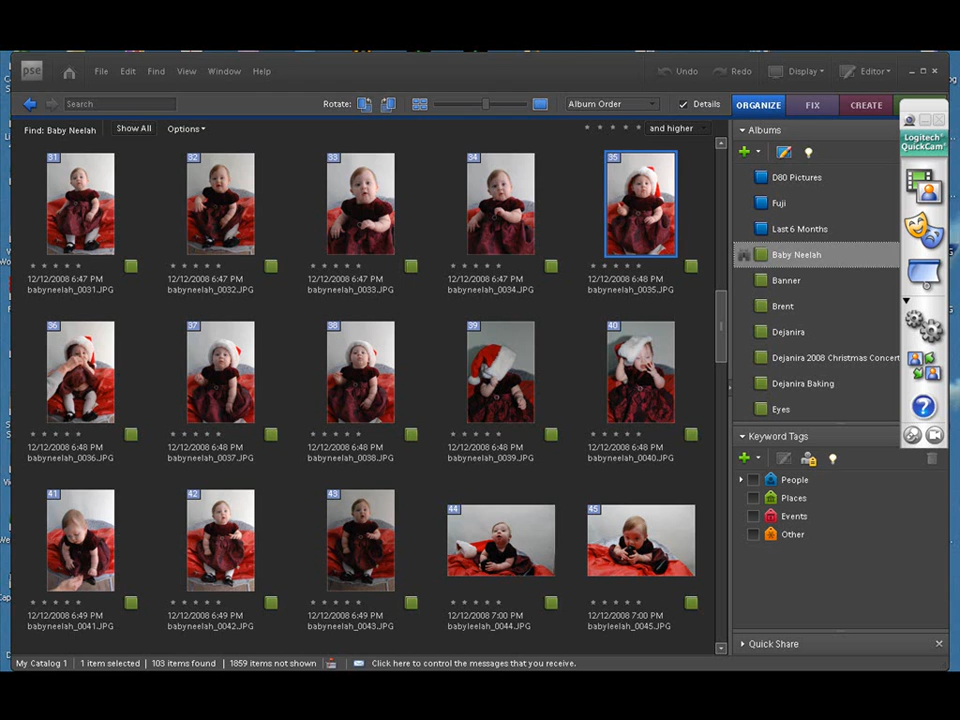 pse File Edit Find View Window Help Undo Redo Display Editor
Search Rotate: Album Order Details ORGANIZE FIX CREATE
Find: Baby Neelah Show All Options and higher
Albums
Logitech®
QuickCam®
D80 Pictures
Fuji
Last 6 Months
Baby Neelah
Banner
Brent
Dejanira
Dejanira 2008 Christmas Concert
Dejanira Baking
Eyes
Keyword Tags
People
Places
Events
Other
Quick Share
31 32 33 34 35
12/12/2008 6:47 PM 12/12/2008 6:47 PM 12/12/2008 6:47 PM 12/12/2008 6:47 PM 12/12/2008 6:48 PM
babyneelah_0031.JPG babyneelah_0032.JPG babyneelah_0033.JPG babyneelah_0034.JPG babyneelah_0035.JPG
36 37 38 39 40
12/12/2008 6:48 PM 12/12/2008 6:48 PM 12/12/2008 6:48 PM 12/12/2008 6:48 PM 12/12/2008 6:48 PM
babyneelah_0036.JPG babyneelah_0037.JPG babyneelah_0038.JPG babyneelah_0039.JPG babyneelah_0040.JPG
41 42 43 44 45
12/12/2008 6:49 PM 12/12/2008 6:49 PM 12/12/2008 6:49 PM 12/12/2008 7:00 PM 12/12/2008 7:00 PM
babyneelah_0041.JPG babyneelah_0042.JPG babyneelah_0043.JPG babyleelah_0044.JPG babyleelah_0045.JPG
My Catalog 1 1 item selected 103 items found 1859 items not shown Click here to control the messages that you receive.